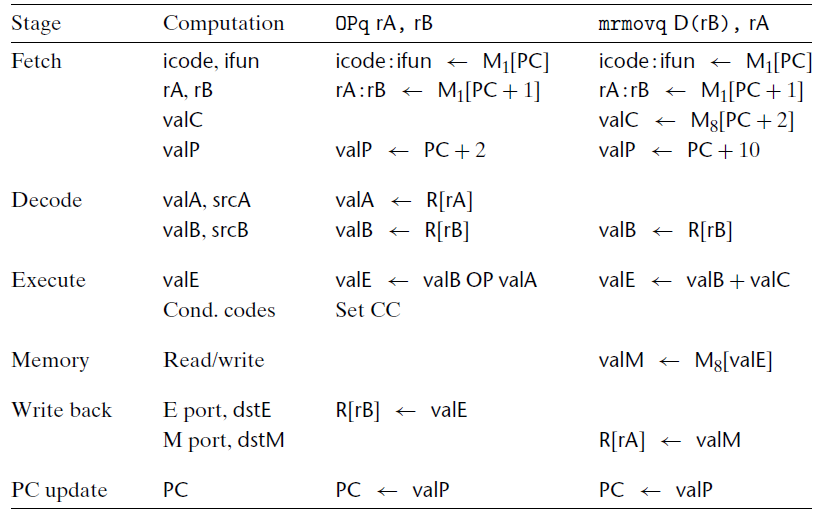 Stage Computation OPq rA, rB mrmovq D(rB), rA
Fetch icode, ifun icode:ifun ← M₁[PC] icode:ifun ← M₁[PC]
rA, rB rA:rB ← M₁[PC + 1] rA:rB ← M₁[PC + 1]
valC valC ← M₈[PC + 2]
valP valP ← PC + 2 valP ← PC + 10
Decode valA, srcA valA ← R[rA]
valB, srcB valB ← R[rB] valB ← R[rB]
Execute valE valE ← valB OP valA valE ← valB + valC
Cond. codes Set CC
Memory Read/write valM ← M₈[valE]
Write back E port, dstE R[rB] ← valE
M port, dstM R[rA] ← valM
PC update PC PC ← valP PC ← valP